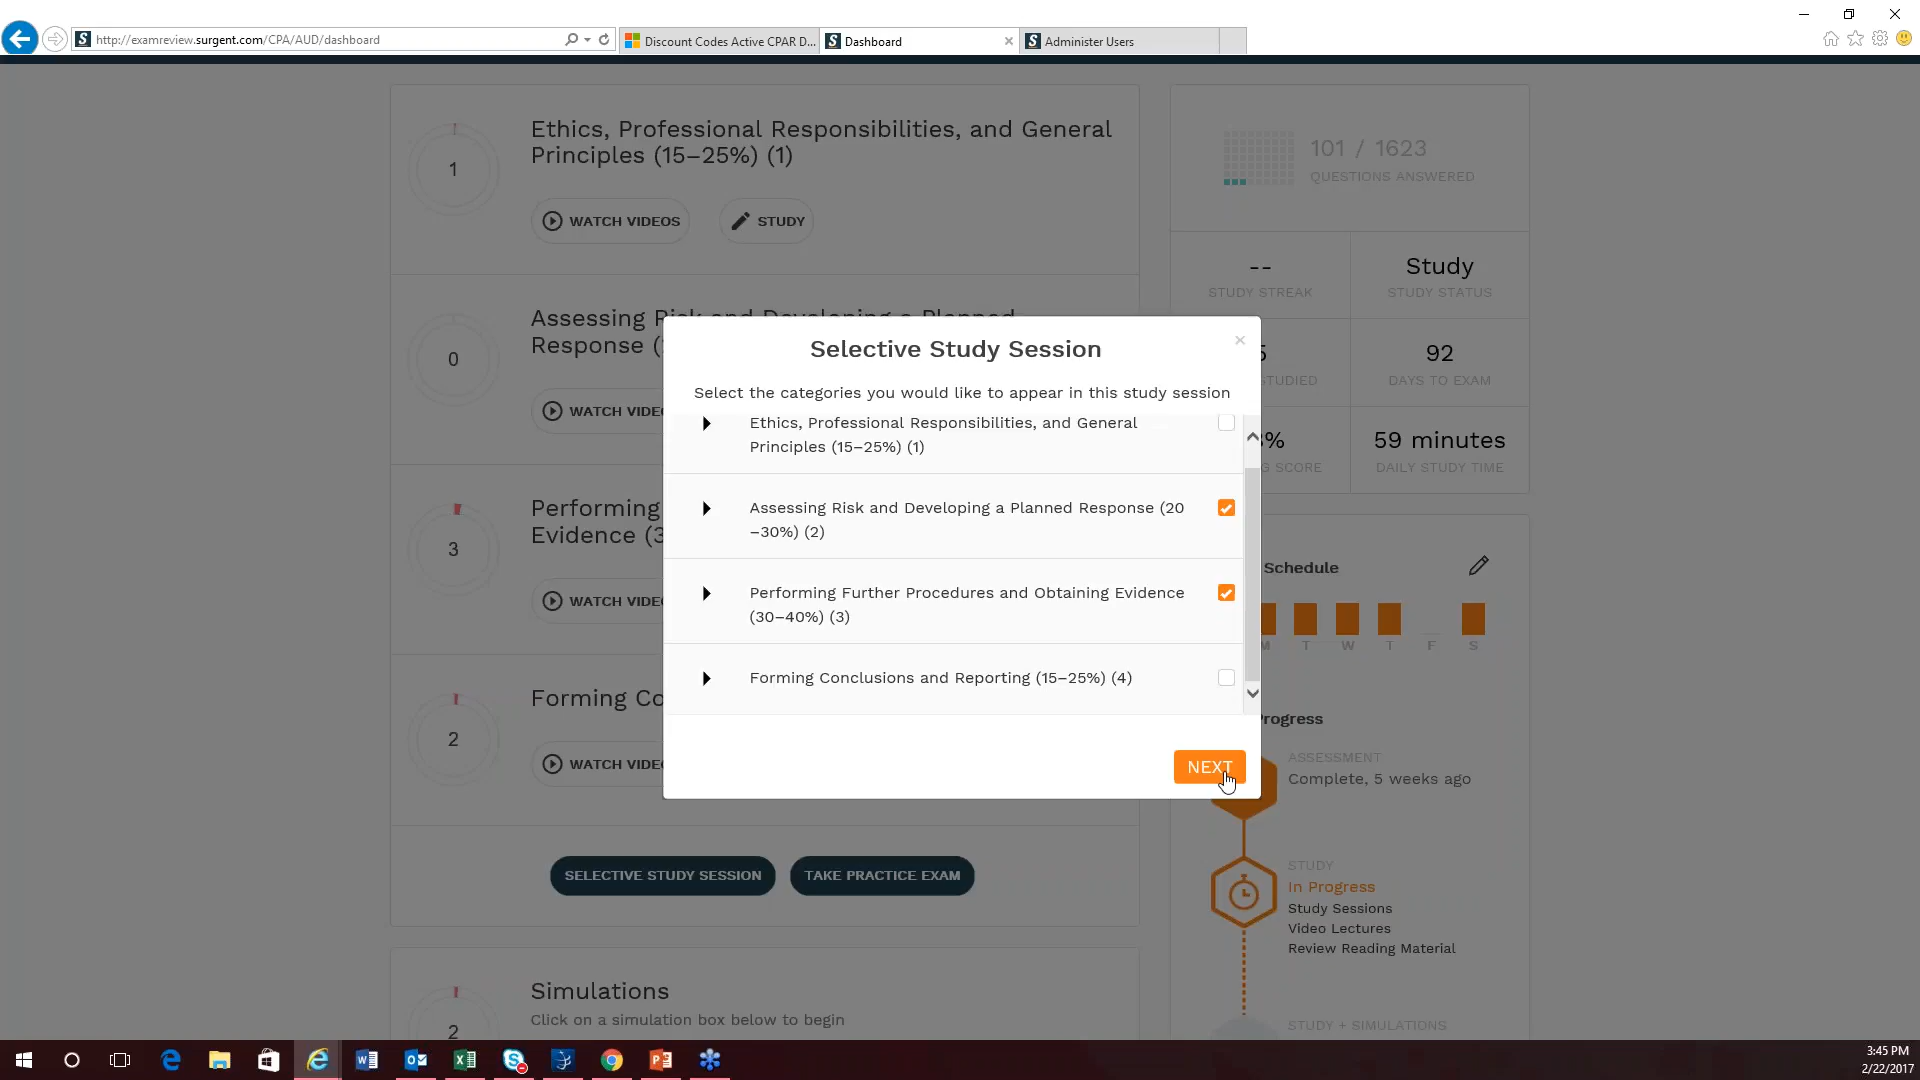 http://examreview.surgent.com/CPA/AUD/dashboard
Discount Codes Active CPAR D...
Dashboard
Administer Users
1
Ethics, Professional Responsibilities, and General
Principles (15–25%) (1)
WATCH VIDEOS
STUDY
101 / 1623
QUESTIONS ANSWERED
--
STUDY STREAK
Study
STUDY STATUS
0
Assessing Risk and Developing a Planned
Response (
WATCH VIDE
92
DAYS TO EXAM
59 minutes
DAILY STUDY TIME
%
SCORE
Selective Study Session
×
Select the categories you would like to appear in this study session
Ethics, Professional Responsibilities, and General
Principles (15–25%) (1)
Assessing Risk and Developing a Planned Response (20
–30%) (2)
Performing Further Procedures and Obtaining Evidence
(30–40%) (3)
Forming Conclusions and Reporting (15–25%) (4)
NEXT
3
Performing
Evidence (3
WATCH VIDE
Schedule
M T W T F S
2
Forming Co
WATCH VIDE
rogress
ASSESSMENT
Complete, 5 weeks ago
STUDY
In Progress
Study Sessions
Video Lectures
Review Reading Material
STUDY + SIMULATIONS
SELECTIVE STUDY SESSION
TAKE PRACTICE EXAM
2
Simulations
Click on a simulation box below to begin
3:45 PM
2/22/2017